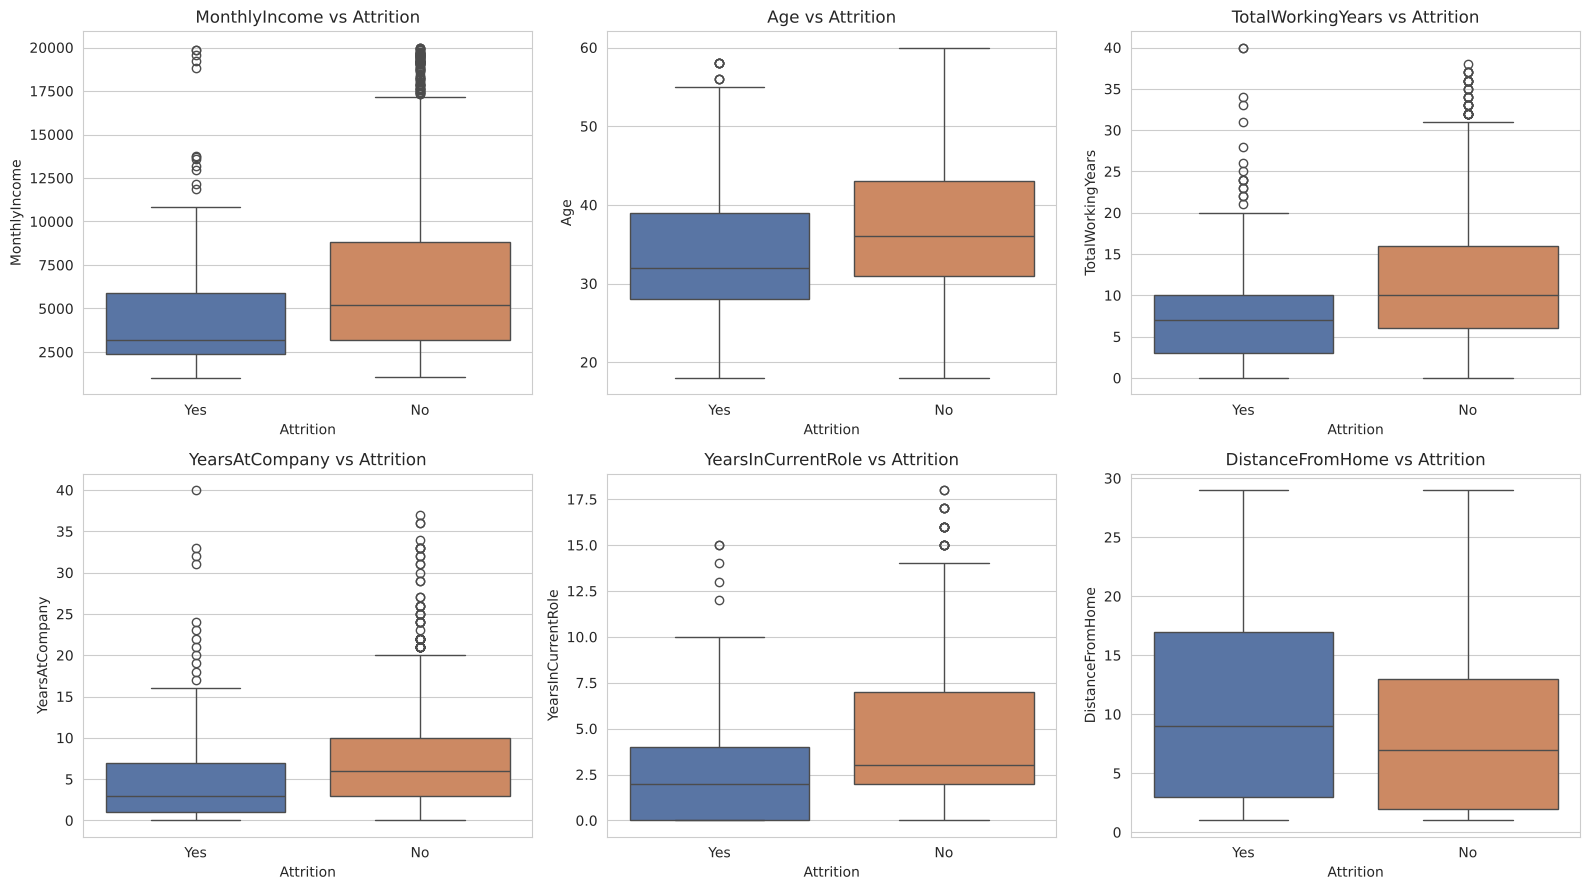 MonthlyIncome vs Attrition
20000
17500
15000
12500
10000
7500
5000
2500
MonthlyIncome
Yes
No
Attrition
Age vs Attrition
60
50
40
30
20
Age
Yes
No
Attrition
TotalWorkingYears vs Attrition
40
35
30
25
20
15
10
5
0
TotalWorkingYears
Yes
No
Attrition
YearsAtCompany vs Attrition
40
35
30
25
20
15
10
5
0
YearsAtCompany
Yes
No
Attrition
YearsInCurrentRole vs Attrition
17.5
15.0
12.5
10.0
7.5
5.0
2.5
0.0
YearsInCurrentRole
Yes
No
Attrition
DistanceFromHome vs Attrition
30
25
20
15
10
5
0
DistanceFromHome
Yes
No
Attrition